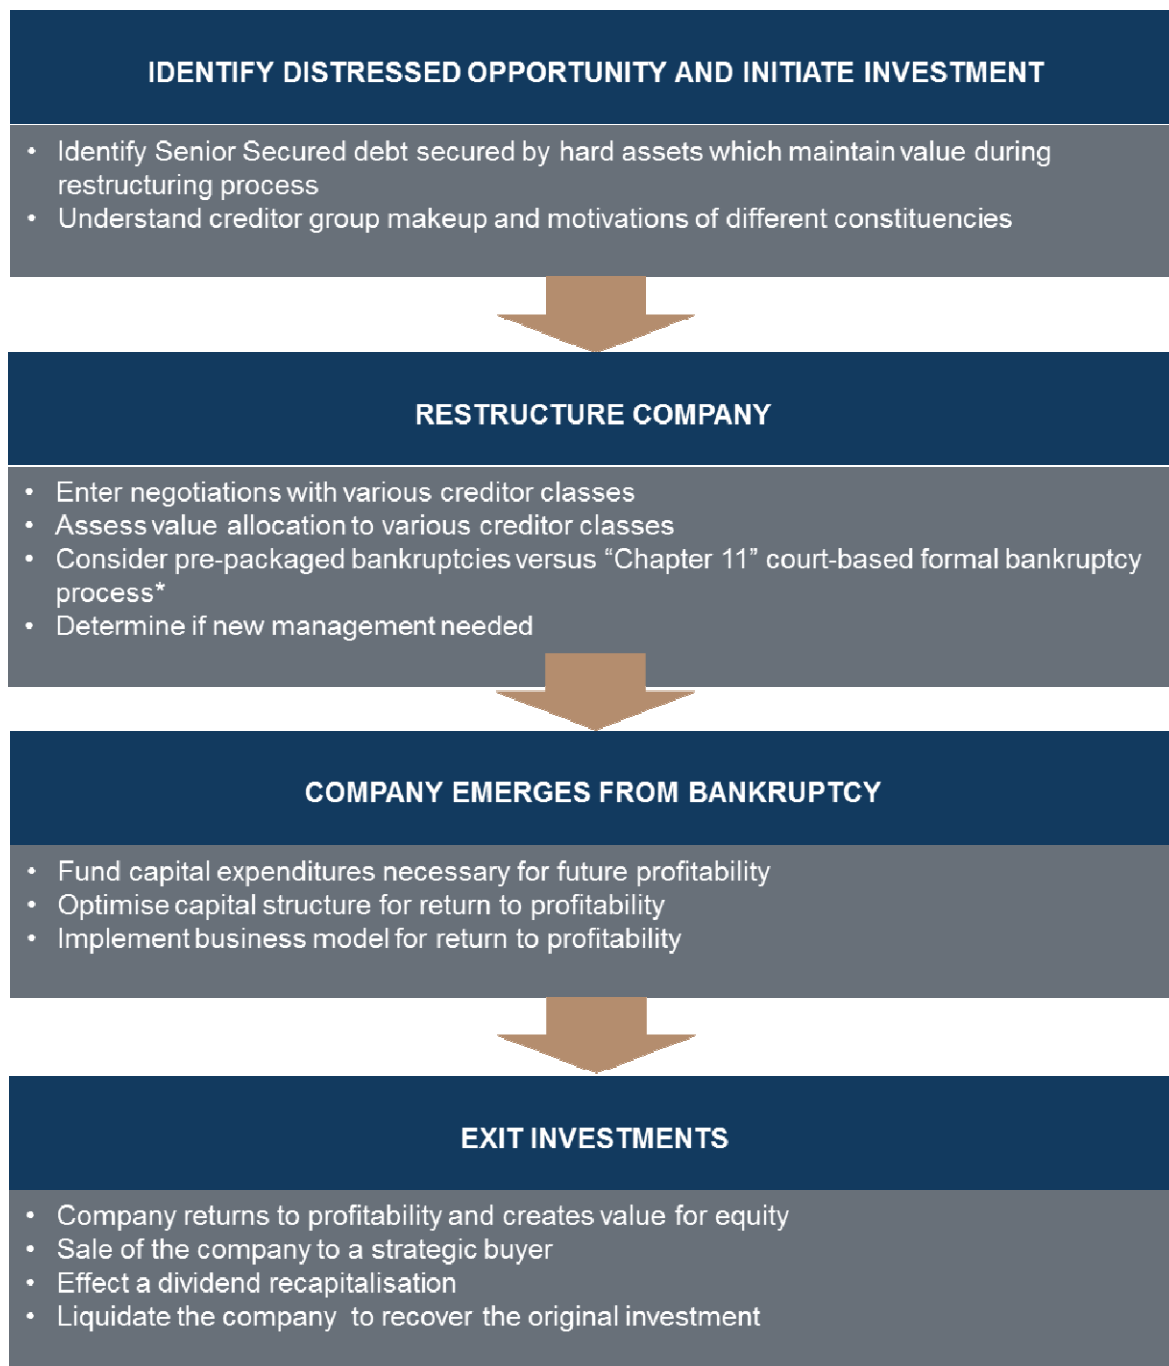 IDENTIFY DISTRESSED OPPORTUNITY AND INITIATE INVESTMENT
• Identify Senior Secured debt secured by hard assets which maintain value during
restructuring process
• Understand creditor group makeup and motivations of different constituencies
RESTRUCTURE COMPANY
• Enter negotiations with various creditor classes
• Assess value allocation to various creditor classes
• Consider pre-packaged bankruptcies versus “Chapter 11” court-based formal bankruptcy
process*
• Determine if new management needed
COMPANY EMERGES FROM BANKRUPTCY
• Fund capital expenditures necessary for future profitability
• Optimise capital structure for return to profitability
• Implement business model for return to profitability
EXIT INVESTMENTS
• Company returns to profitability and creates value for equity
• Sale of the company to a strategic buyer
• Effect a dividend recapitalisation
• Liquidate the company to recover the original investment